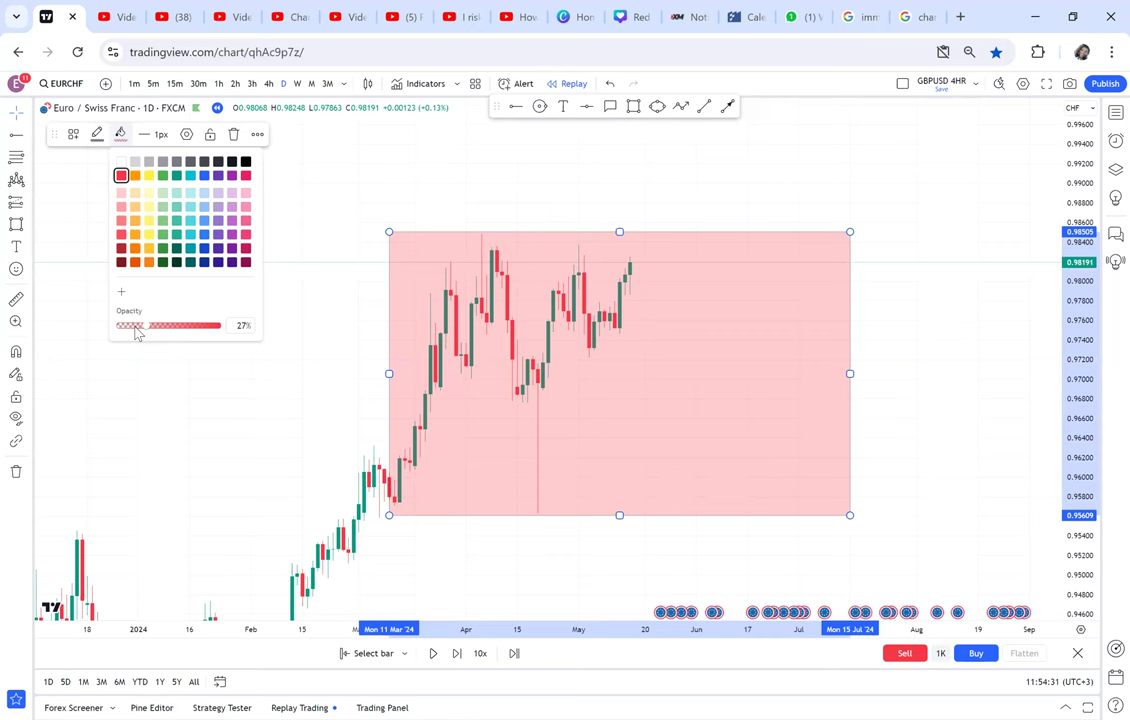 Vide
(38)
Vide
Cha
Vide
(5) F
I risk
How
Hon
Red
XM Not
Cale
(1) V
imm
cha
tradingview.com/chart/qhAc9p7z/
E 11 EURCHF 1m 5m 15m 30m 1h 2h 3h 4h D W M Indicators Alert Replay GBPUSD 4HR Save Publish
Euro / Swiss Franc · 1D · FXCM O0.98068 H0.98248 L0.97863 C0.98191 +0.00123 (+0.13%)
CHF
1px
Opacity
27%
0.99600
0.99400
0.99200
0.99000
0.98800
0.98600
0.98505
0.98400
0.98191
0.98000
0.97800
0.97600
0.97400
0.97200
0.97000
0.96800
0.96600
0.96400
0.96200
0.96000
0.95800
0.95609
0.95400
0.95200
0.95000
0.94800
0.94600
18 2024 16 Feb 15 Mon 11 Mar '24 Apr 15 May 20 Jun 17 Jul Mon 15 Jul '24 Aug 19 Sep
Select bar 10x Sell 1K Buy Flatten
1D 5D 1M 3M 6M YTD 1Y 5Y All 11:54:31 (UTC+3)
Forex Screener Pine Editor Strategy Tester Replay Trading Trading Panel